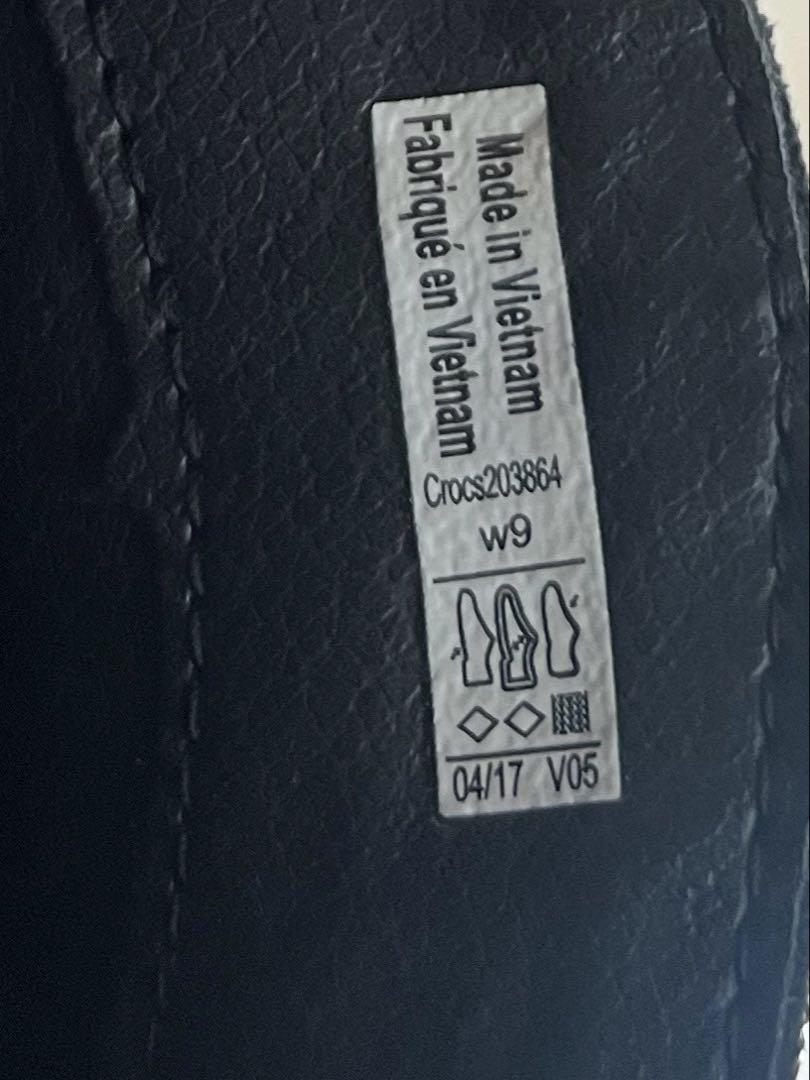 Made in Vietnam
Fabriqué en Vietnam
Crocs203864
w9
04/17 V05